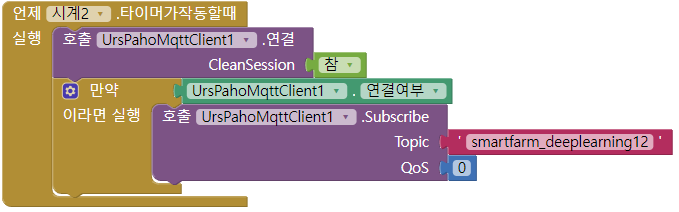 언제 시계2 .타이머가작동할때
실행 호출 UrsPahoMqttClient1 .연결
CleanSession 참
만약 UrsPahoMqttClient1 . 연결여부
이라면 실행 호출 UrsPahoMqttClient1 .Subscribe
Topic ' smartfarm_deeplearning12 '
QoS 0